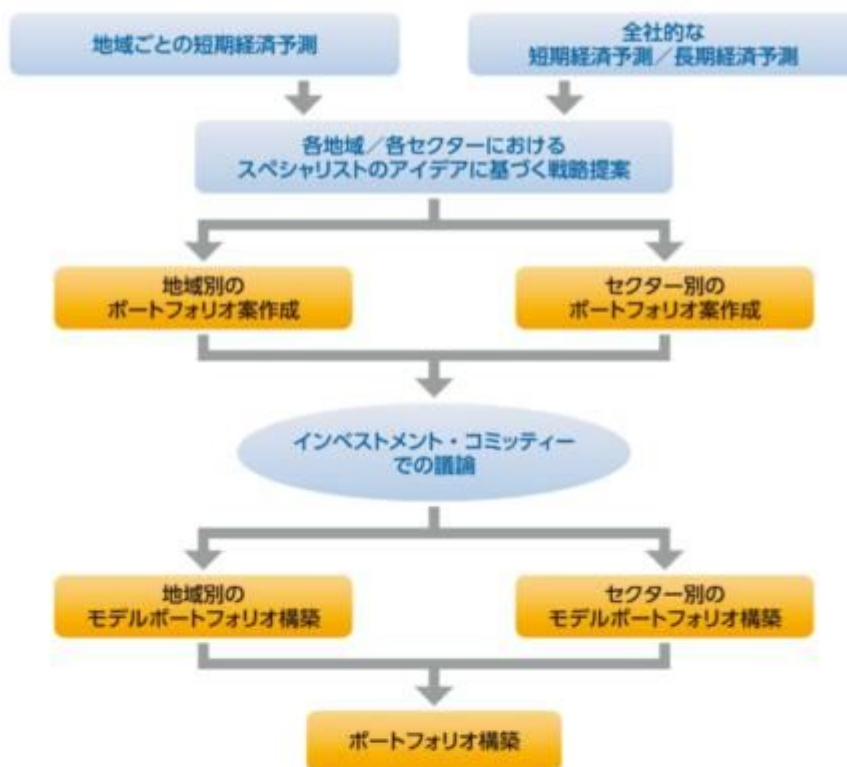 地域ごとの短期経済予測
全社的な
短期経済予測／長期経済予測
各地域／各セクターにおける
スペシャリストのアイデアに基づく戦略提案
地域別の
ポートフォリオ案作成
セクター別の
ポートフォリオ案作成
インベストメント・コミッティー
での議論
地域別の
モデルポートフォリオ構築
セクター別の
モデルポートフォリオ構築
ポートフォリオ構築